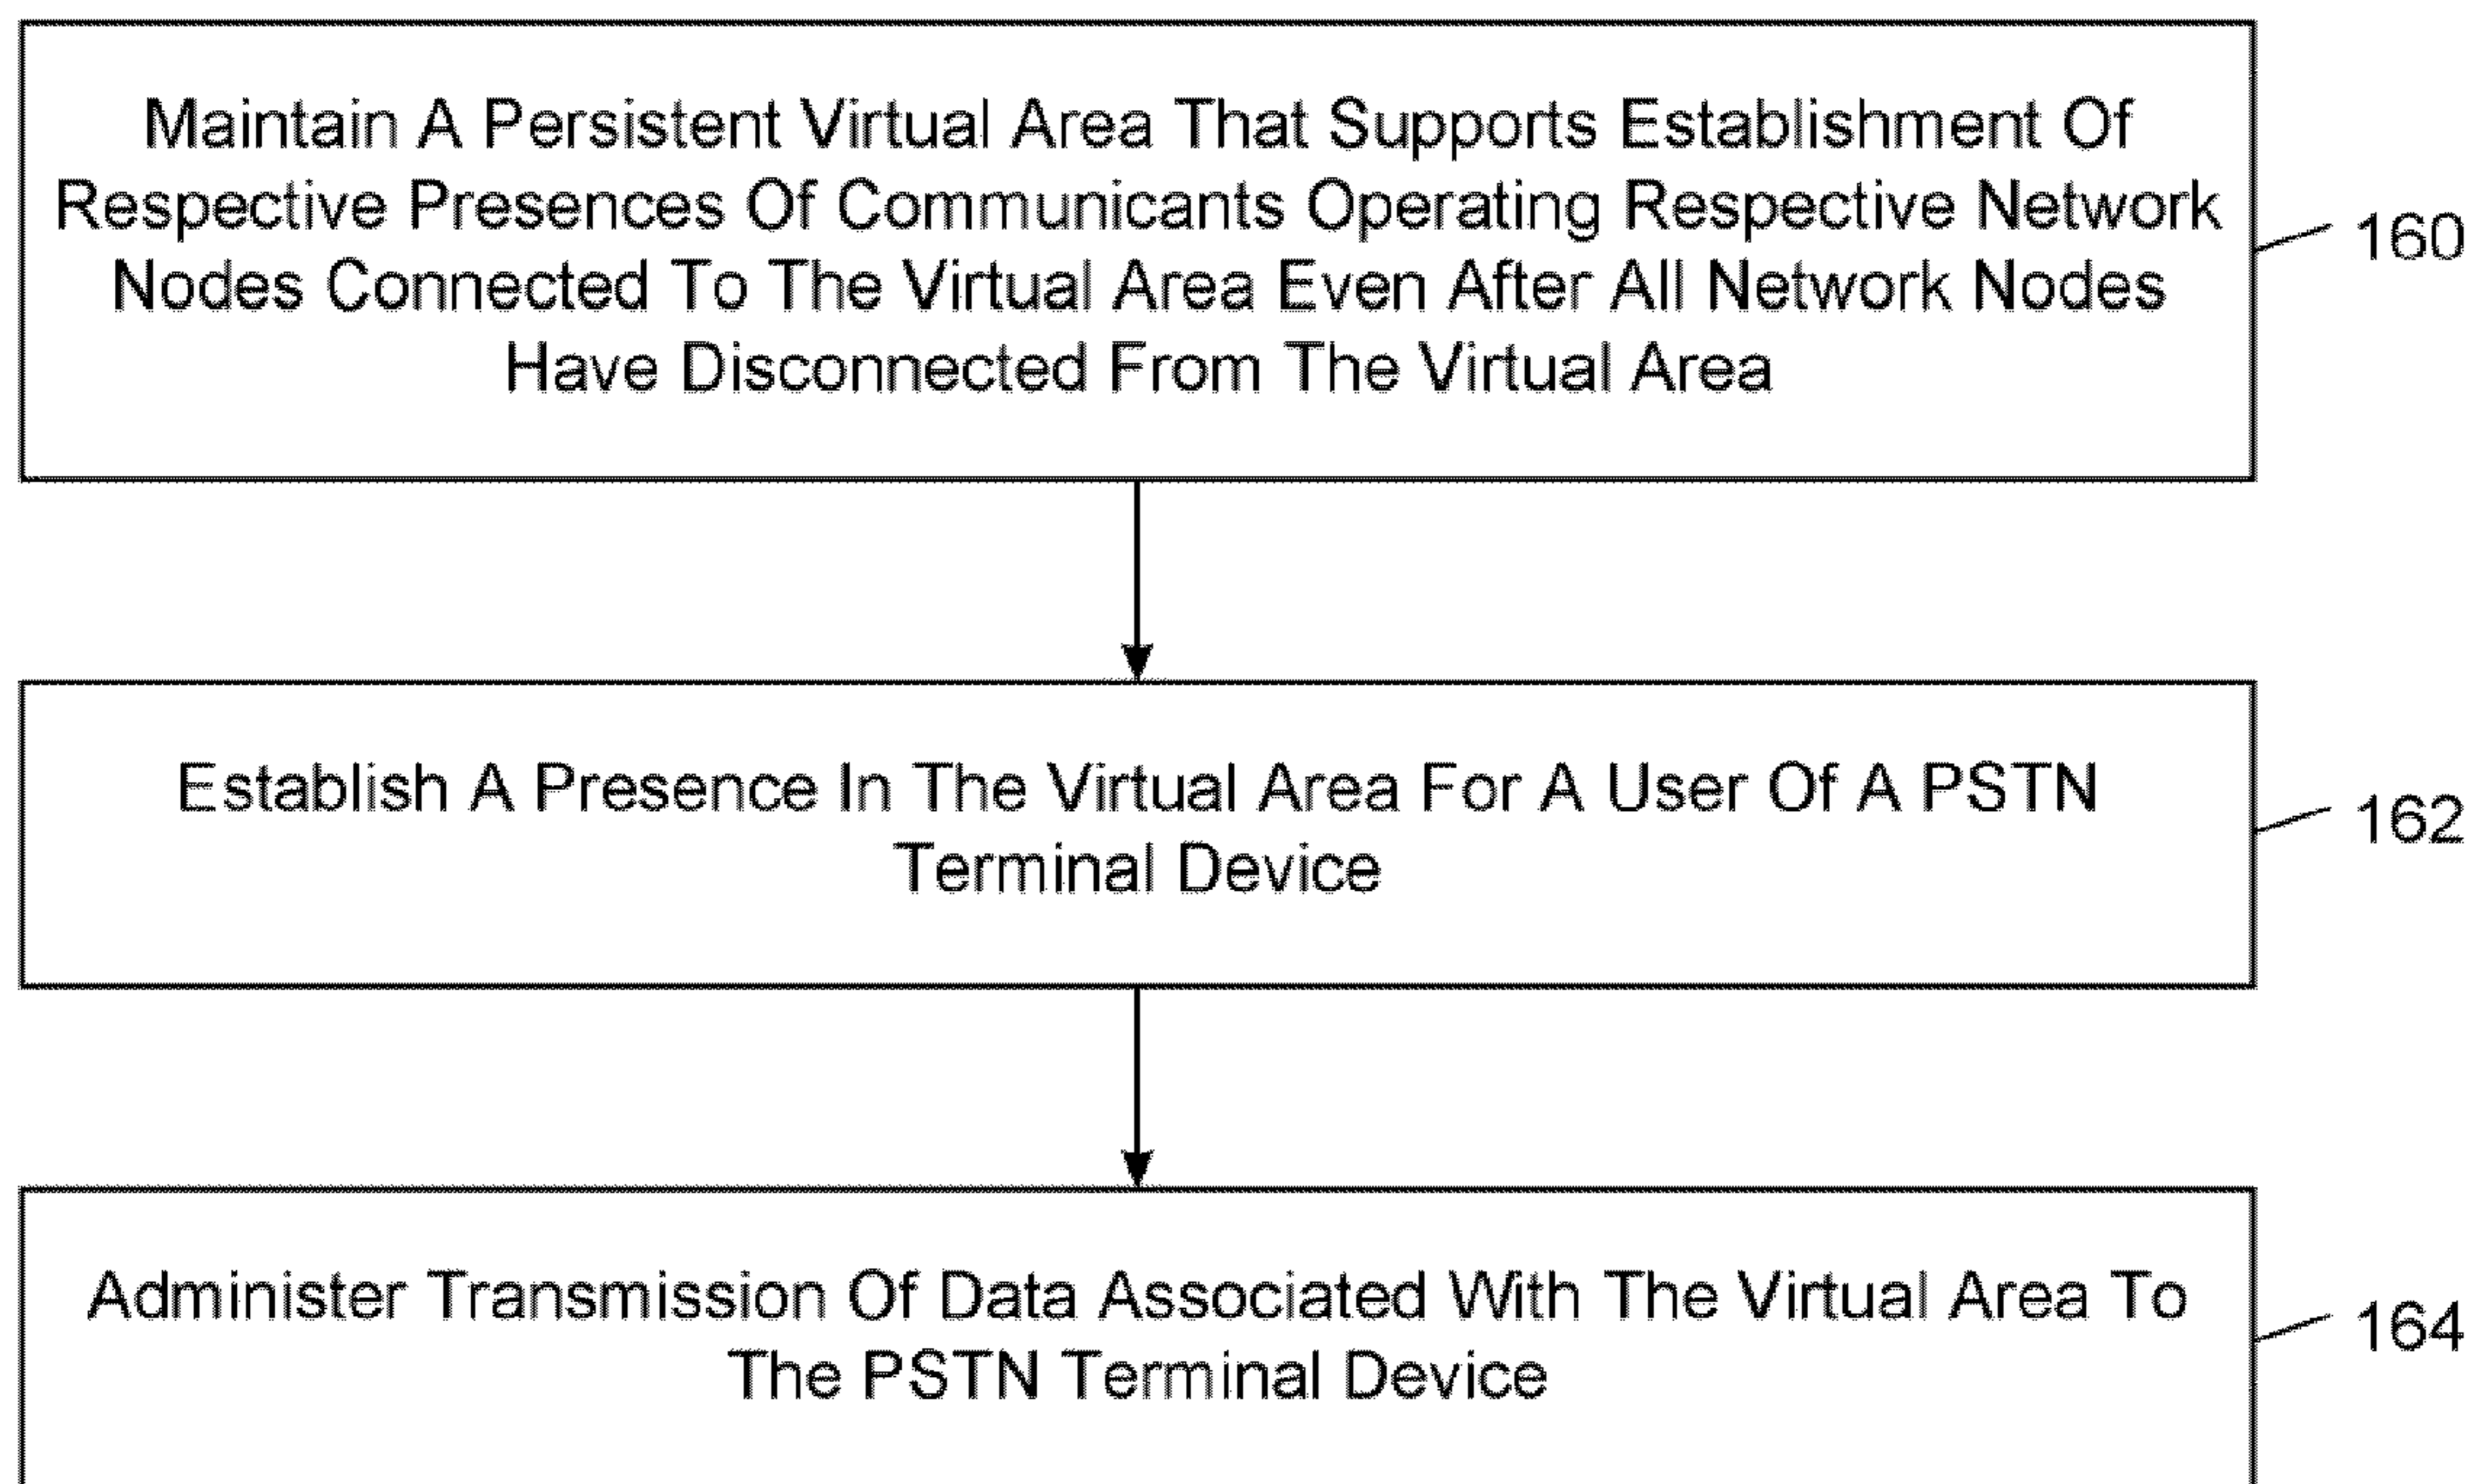 Maintain A Persistent Virtual Area That Supports Establishment Of
Respective Presences Of Communicants Operating Respective Network
Nodes Connected To The Virtual Area Even After All Network Nodes
Have Disconnected From The Virtual Area
160
Establish A Presence In The Virtual Area For A User Of A PSTN
Terminal Device
162
Administer Transmission Of Data Associated With The Virtual Area To
The PSTN Terminal Device
164